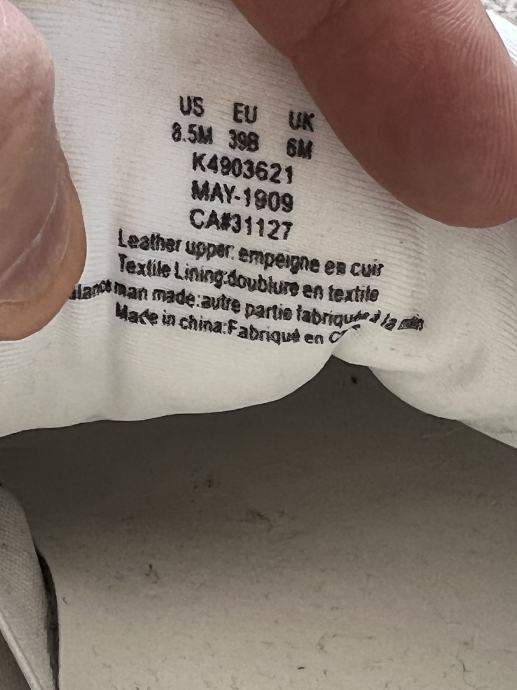 US EU UK
8.5M 39B 6M
K4903621
MAY-1909
CA#31127
Leather upper: empeigne en cuir
Textile Lining:doublure en textile
man made:autre partie fabriqué à la
Made in china:Fabriqué en